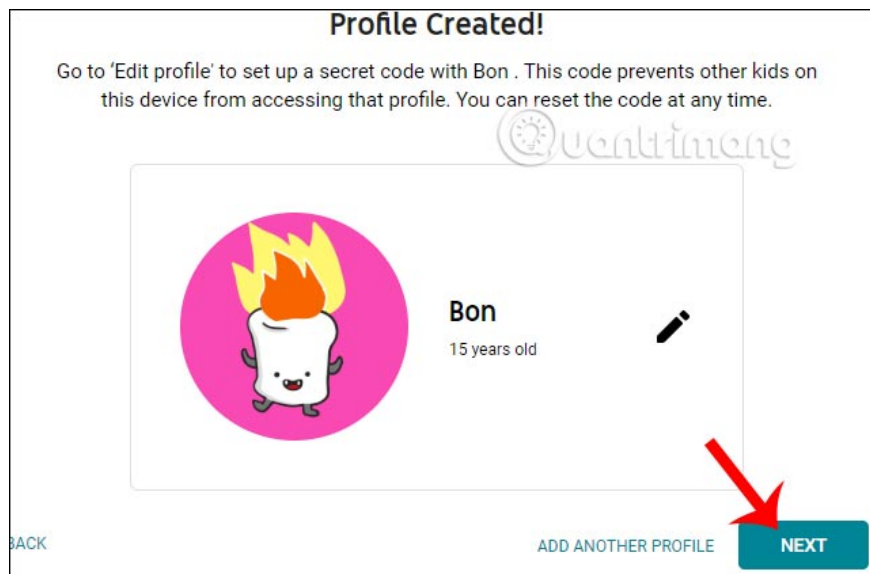 Profile Created!
Go to ‘Edit profile' to set up a secret code with Bon . This code prevents other kids on
this device from accessing that profile. You can reset the code at any time.
Quantrimang
Bon
15 years old
BACK
ADD ANOTHER PROFILE
NEXT